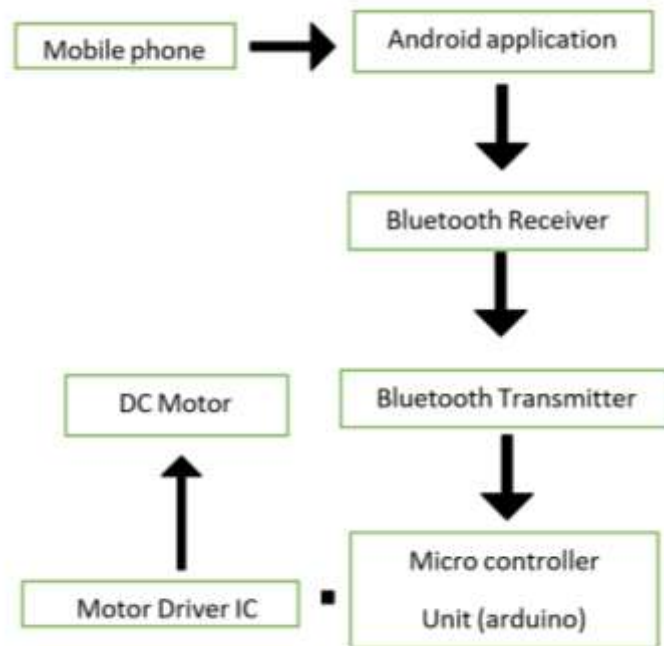 Mobile phone
Android application
Bluetooth Receiver
Bluetooth Transmitter
DC Motor
Micro controller
Unit (arduino)
Motor Driver IC